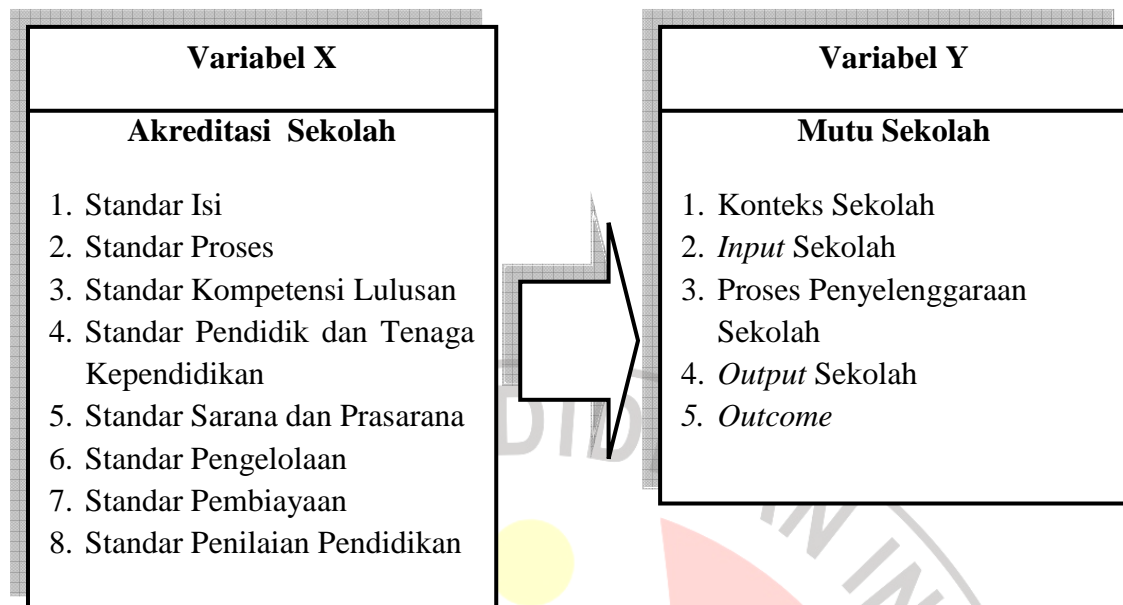 Variabel X
Akreditasi Sekolah
1. Standar Isi
2. Standar Proses
3. Standar Kompetensi Lulusan
4. Standar Pendidik dan Tenaga
Kependidikan
5. Standar Sarana dan Prasarana
6. Standar Pengelolaan
7. Standar Pembiayaan
8. Standar Penilaian Pendidikan
Variabel Y
Mutu Sekolah
1. Konteks Sekolah
2. Input Sekolah
3. Proses Penyelenggaraan
Sekolah
4. Output Sekolah
5. Outcome